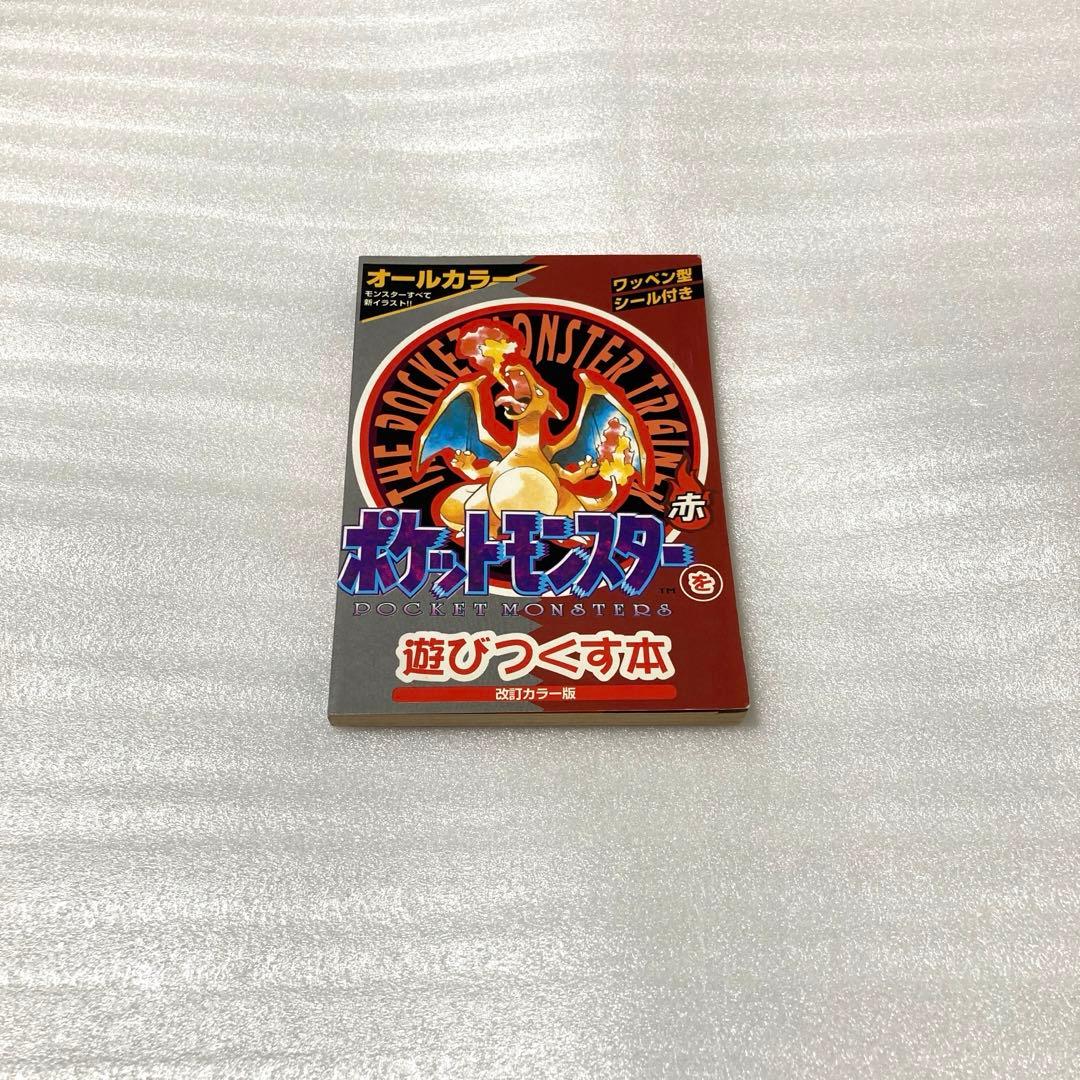 オールカラー
モンスターすべて
新イラスト!!
ワッペン型
シール付き
THE POCKET MONSTER TRAINER
赤
ポケットモンスター
を
TM
POCKET MONSTERS
遊びつくす本
改訂カラー版